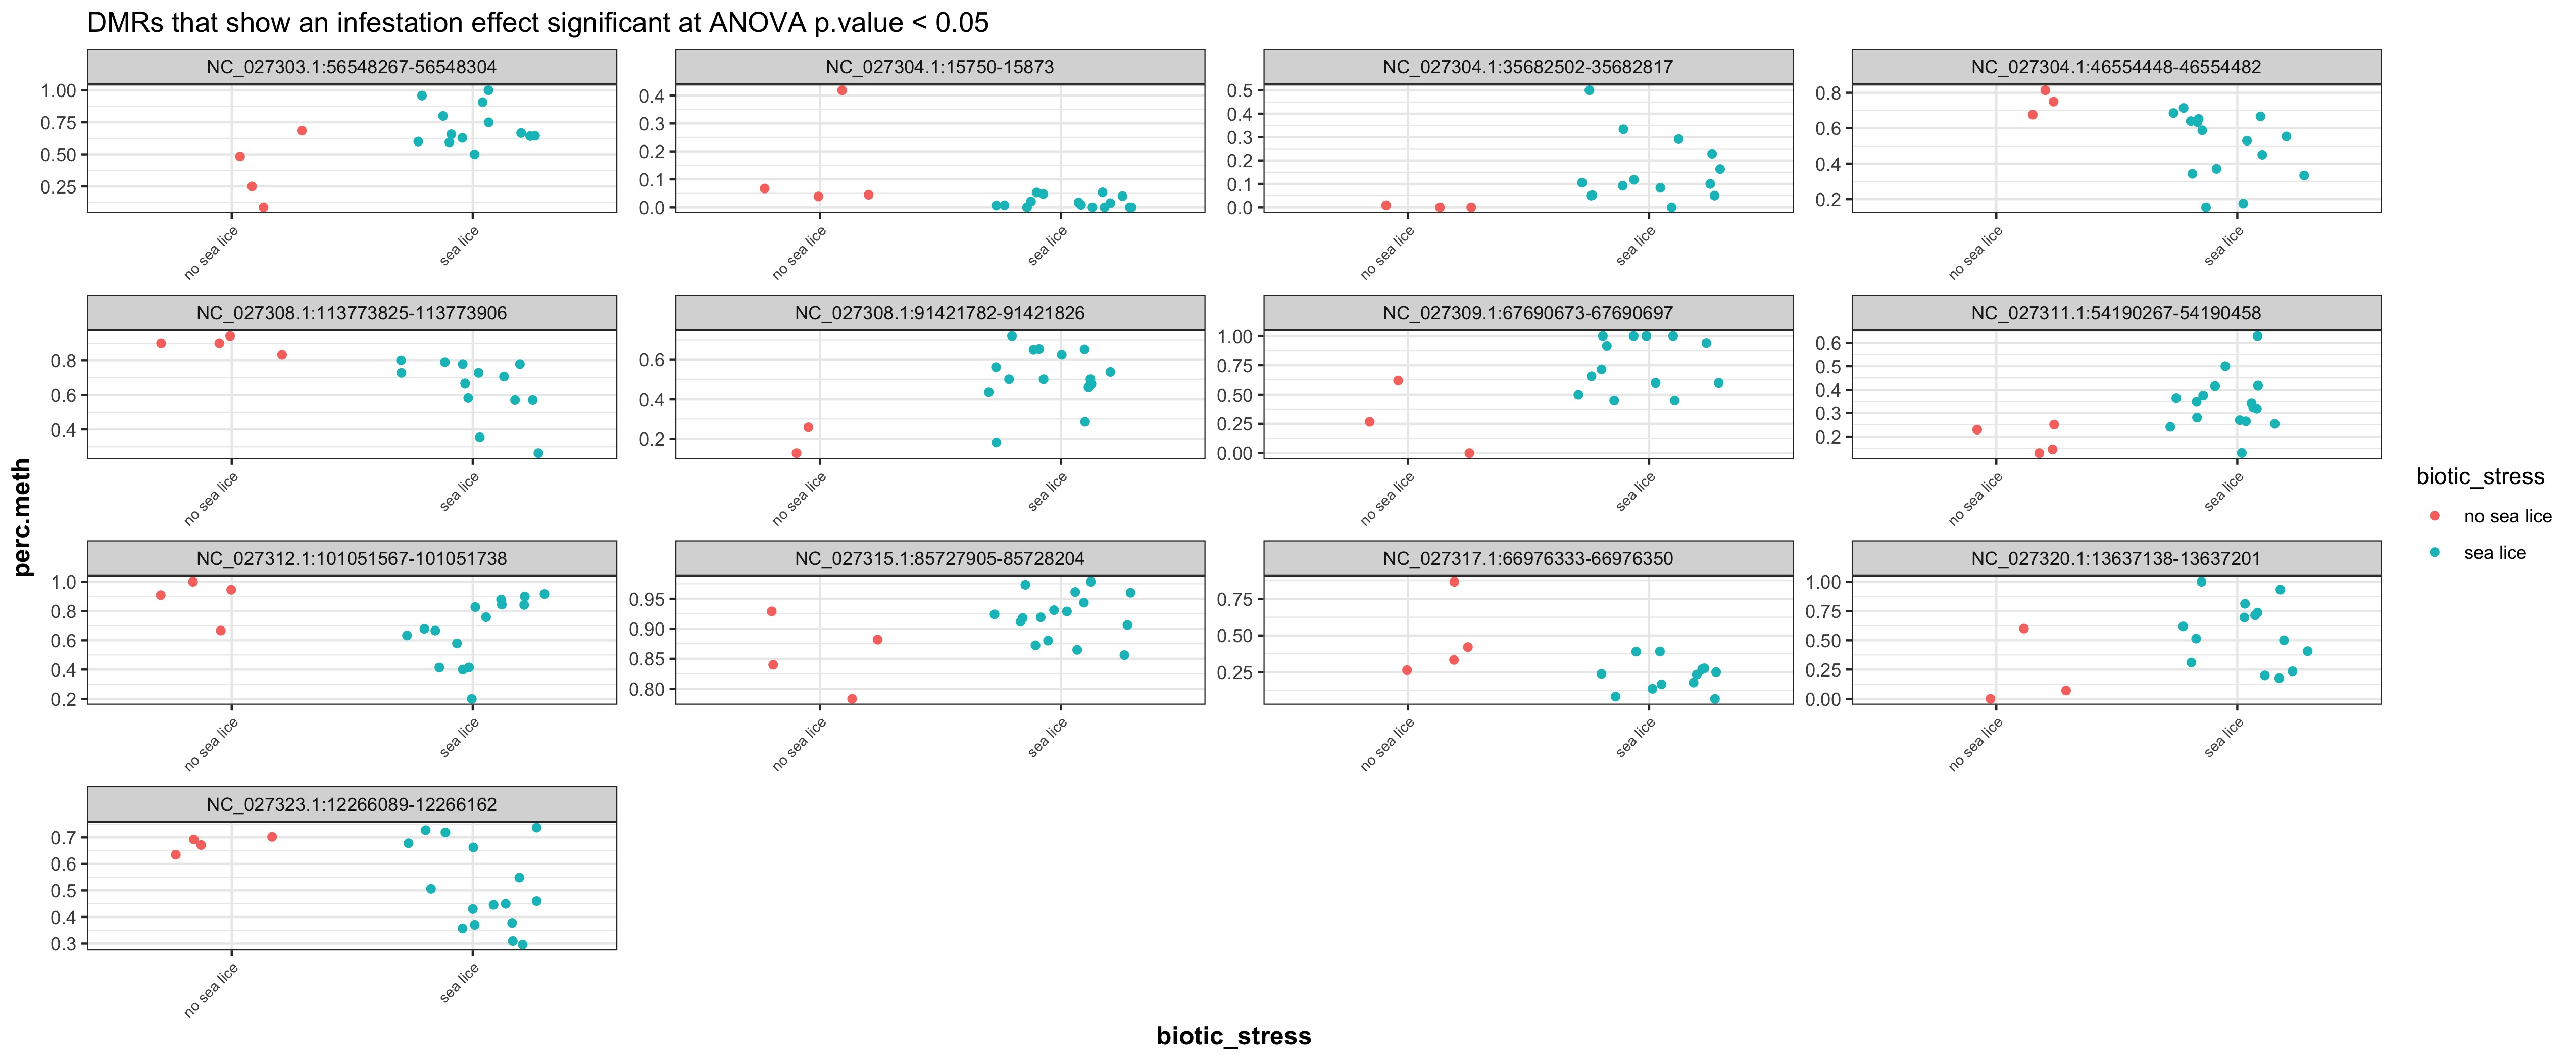 DMRs that show an infestation effect significant at ANOVA p.value < 0.05
NC_027303.1:56548267-56548304
1.00
0.75
0.50
0.25
no sea lice
sea lice
NC_027304.1:15750-15873
0.4
0.3
0.2
0.1
0.0
no sea lice
sea lice
NC_027304.1:35682502-35682817
0.5
0.4
0.3
0.2
0.1
0.0
no sea lice
sea lice
NC_027304.1:46554448-46554482
0.8
0.6
0.4
0.2
no sea lice
sea lice
NC_027308.1:113773825-113773906
0.8
0.6
0.4
no sea lice
sea lice
NC_027308.1:91421782-91421826
0.6
0.4
0.2
no sea lice
sea lice
NC_027309.1:67690673-67690697
1.00
0.75
0.50
0.25
0.00
no sea lice
sea lice
NC_027311.1:54190267-54190458
0.6
0.5
0.4
0.3
0.2
no sea lice
sea lice
NC_027312.1:101051567-101051738
1.0
0.8
0.6
0.4
0.2
no sea lice
sea lice
NC_027315.1:85727905-85728204
0.95
0.90
0.85
0.80
no sea lice
sea lice
NC_027317.1:66976333-66976350
0.75
0.50
0.25
no sea lice
sea lice
NC_027320.1:13637138-13637201
1.00
0.75
0.50
0.25
0.00
no sea lice
sea lice
NC_027323.1:12266089-12266162
0.7
0.6
0.5
0.4
0.3
no sea lice
sea lice
perc.meth
biotic_stress
biotic_stress
no sea lice
sea lice